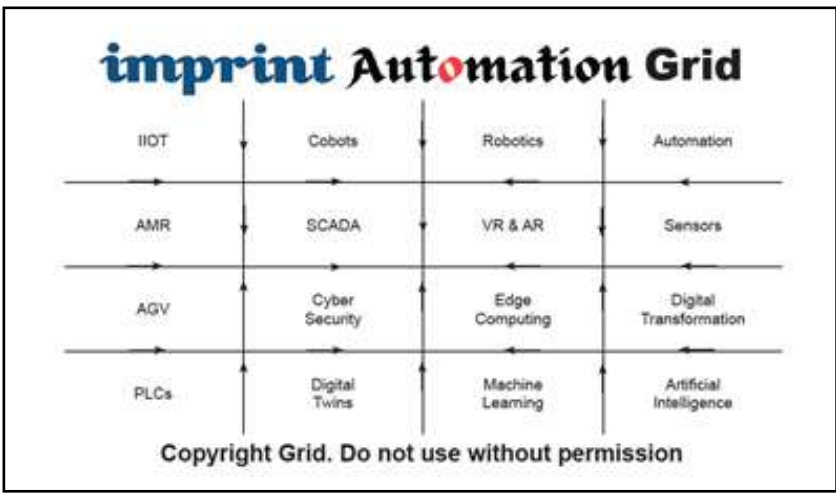 imprint Automation Grid
IIOT Cobots Robotics Automation
AMR SCADA VR & AR Sensors
AGV Cyber Security Edge Computing Digital Transformation
PLCs Digital Twins Machine Learning Artificial Intelligence
Copyright Grid. Do not use without permission